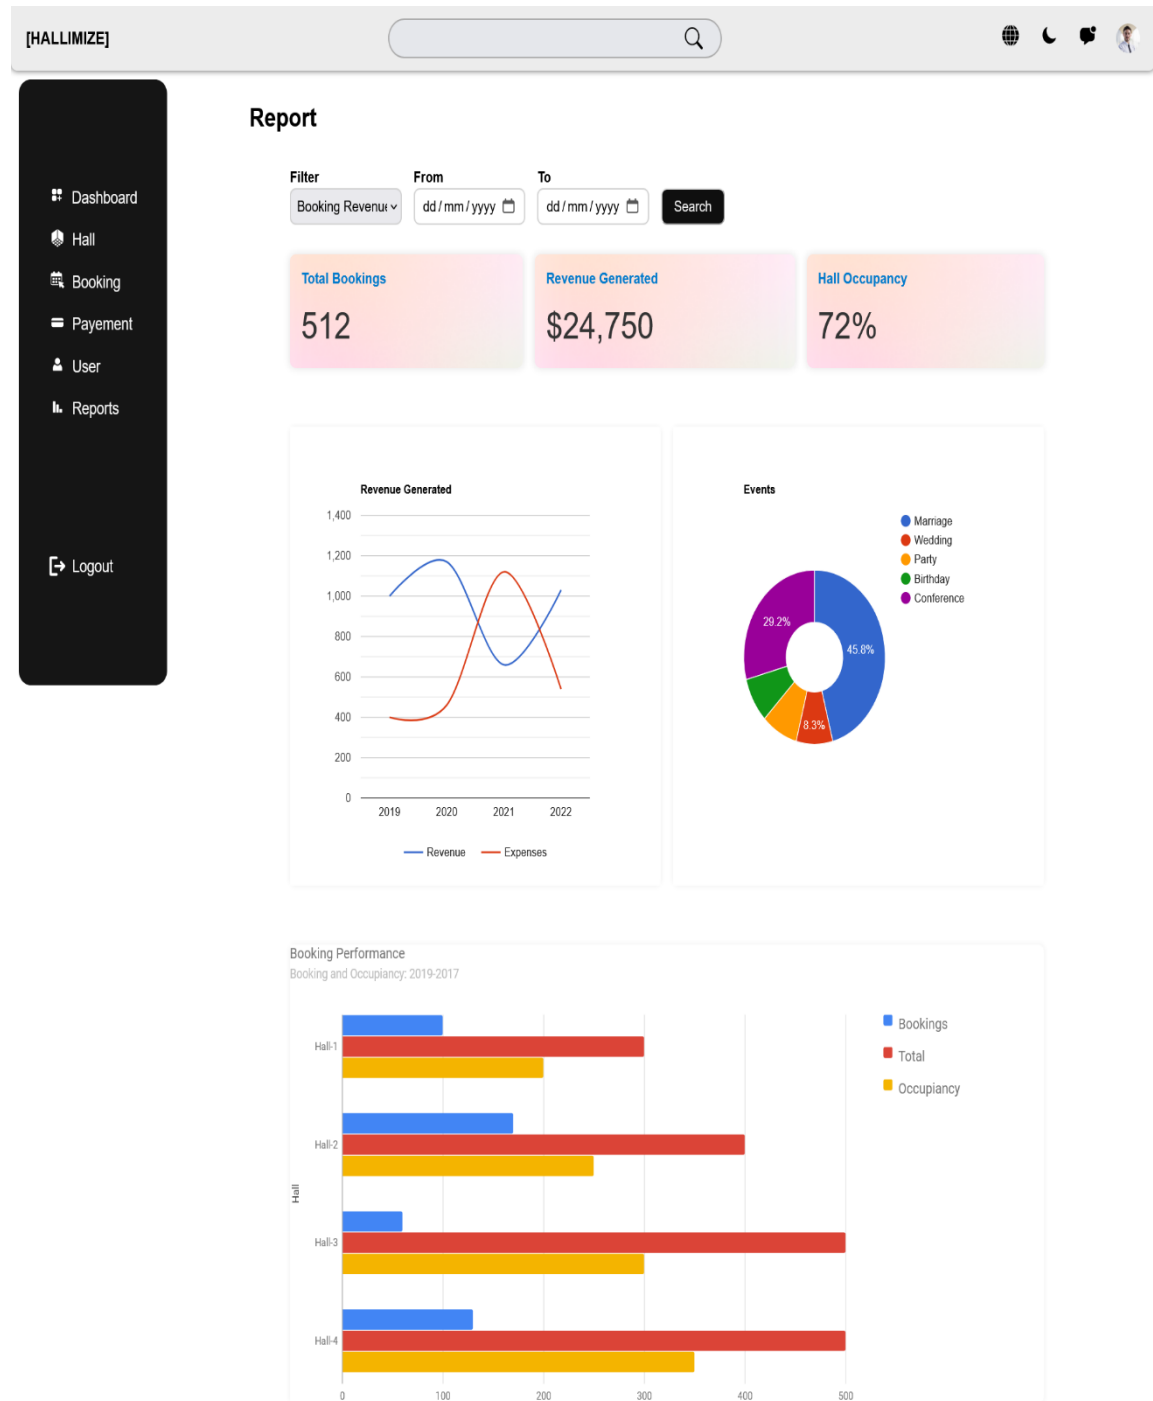 [HALLIMIZE]
Dashboard
Hall
Booking
Payement
User
Reports
Logout
Report
Filter From To
Booking Revenue dd/mm/yyyy dd/mm/yyyy Search
Total Bookings Revenue Generated Hall Occupancy
512 $24,750 72%
Revenue Generated
1,400
1,200
1,000
800
600
400
200
0
2019 2020 2021 2022
Revenue Expenses
Events
Marriage
Wedding
Party
Birthday
Conference
29.2%
45.8%
8.3%
Booking Performance
Booking and Occupiancy: 2019-2017
Bookings
Total
Occupiancy
Hall-1
Hall-2
Hall
Hall-3
Hall-4
0 100 200 300 400 500